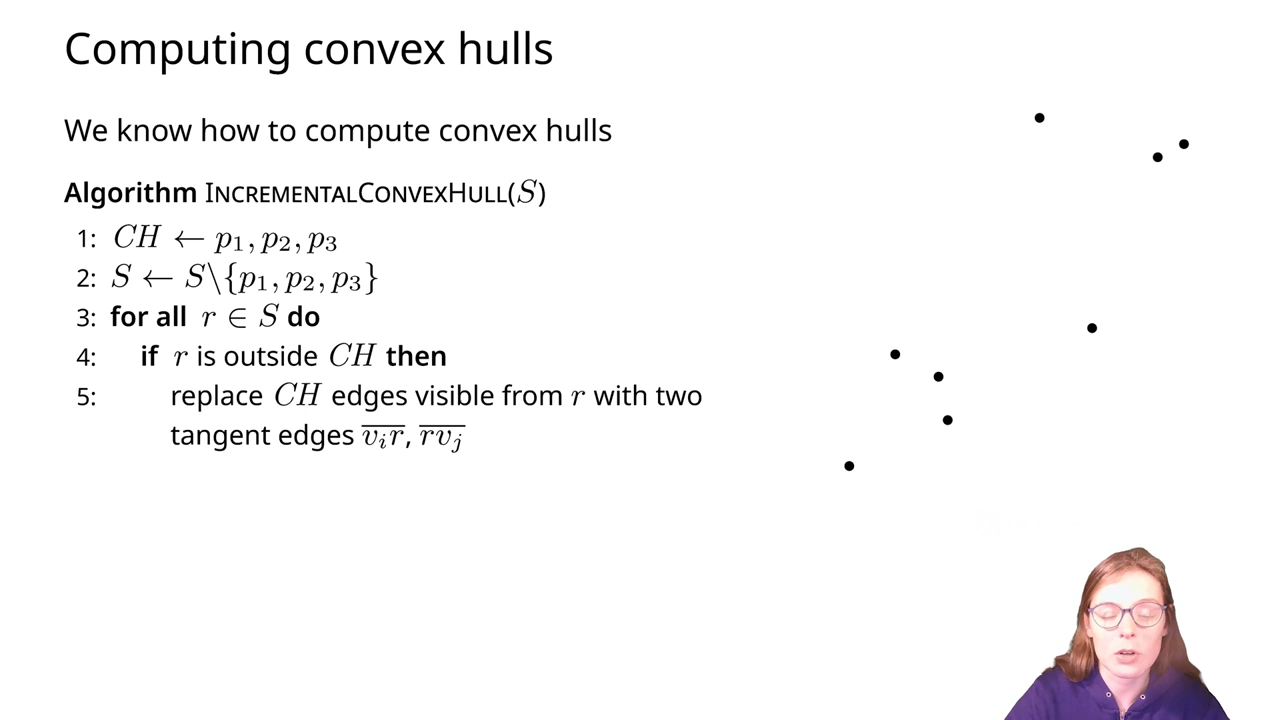 Computing convex hulls
We know how to compute convex hulls
Algorithm INCREMENTALCONVEXHULL(S)
1: CH ← p₁, p₂, p₃
2: S ← S\{p₁, p₂, p₃}
3: for all r ∈ S do
4: if r is outside CH then
5: replace CH edges visible from r with two
tangent edges v̅ᵢr̅, r̅v̅ⱼ